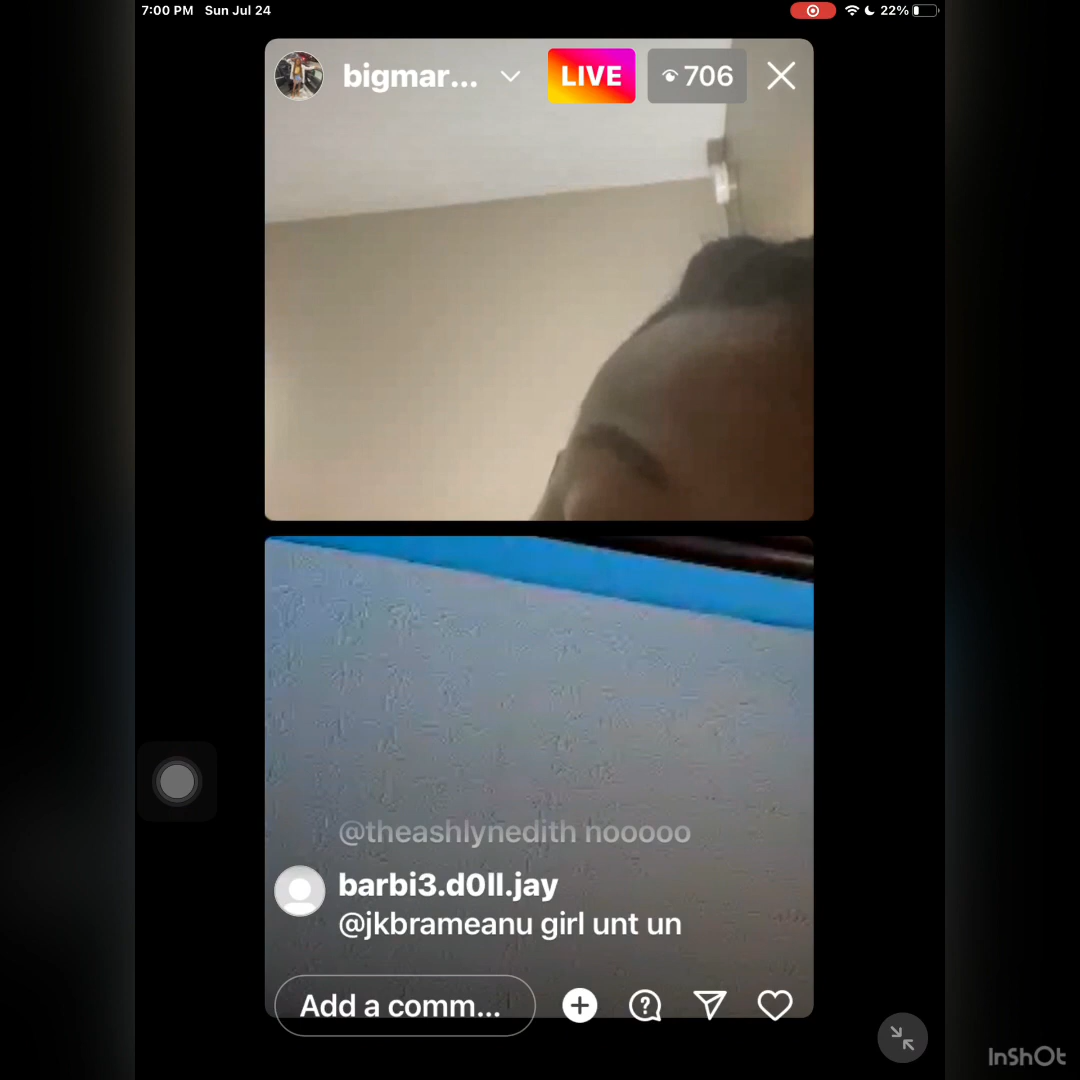 7:00 PM Sun Jul 24 22%
bigmar... LIVE 706
@theashlynedith nooooo
barbi3.d0ll.jay
@jkbrameanu girl unt un
Add a comm...
InShOt